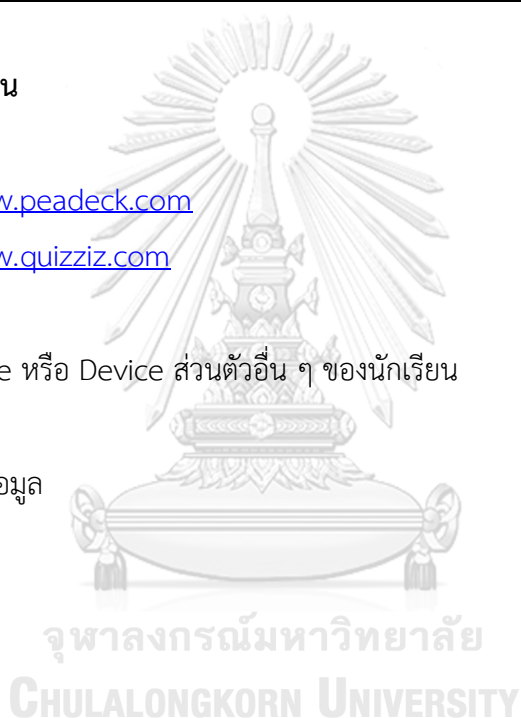 น
w.peadeck.com
w.quizziz.com
e หรือ Device ส่วนตัวอื่น ๆ ของนักเรียน
อมูล
จุฬาลงกรณ์มหาวิทยาลัย
CHULALONGKORN UNIVERSITY